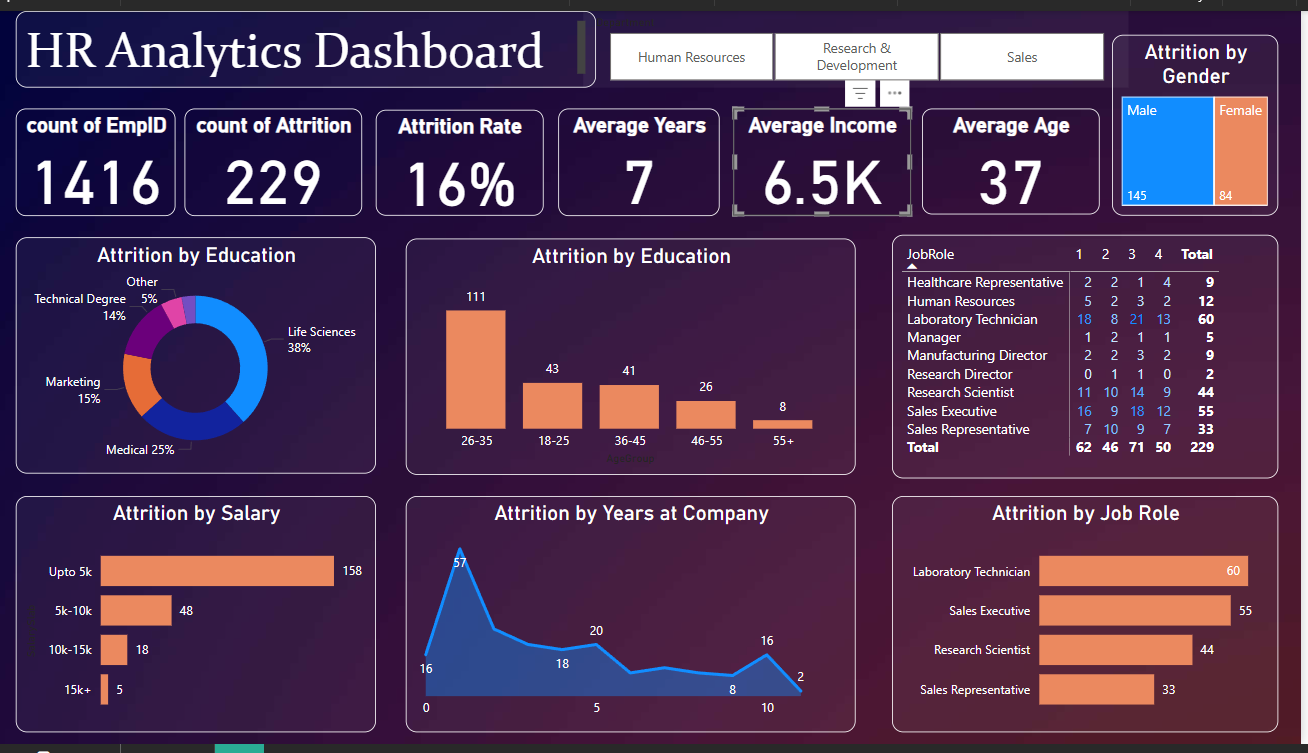 HR Analytics Dashboard
Human Resources
Research &
Development
Sales
Attrition by
Gender
Male
Female
145
84
count of EmpID
1416
count of Attrition
229
Attrition Rate
16%
Average Years
7
Average Income
6.5K
Average Age
37
Attrition by Education
Other
5%
Technical Degree
14%
Life Sciences
38%
Marketing
15%
Medical 25%
Attrition by Education
111
43
41
26
8
26-35 18-25 36-45 46-55 55+
JobRole 1 2 3 4 Total
Healthcare Representative 2 2 1 4 9
Human Resources 5 2 3 2 12
Laboratory Technician 18 8 21 13 60
Manager 1 2 1 1 5
Manufacturing Director 2 2 3 2 9
Research Director 0 1 1 0 2
Research Scientist 11 10 14 9 44
Sales Executive 16 9 18 12 55
Sales Representative 7 10 9 7 33
Total 62 46 71 50 229
Attrition by Salary
Upto 5k 158
5k-10k 48
10k-15k 18
15k+ 5
Attrition by Years at Company
57
16
18
20
8
16
2
0 5 10
Attrition by Job Role
Laboratory Technician 60
Sales Executive 55
Research Scientist 44
Sales Representative 33